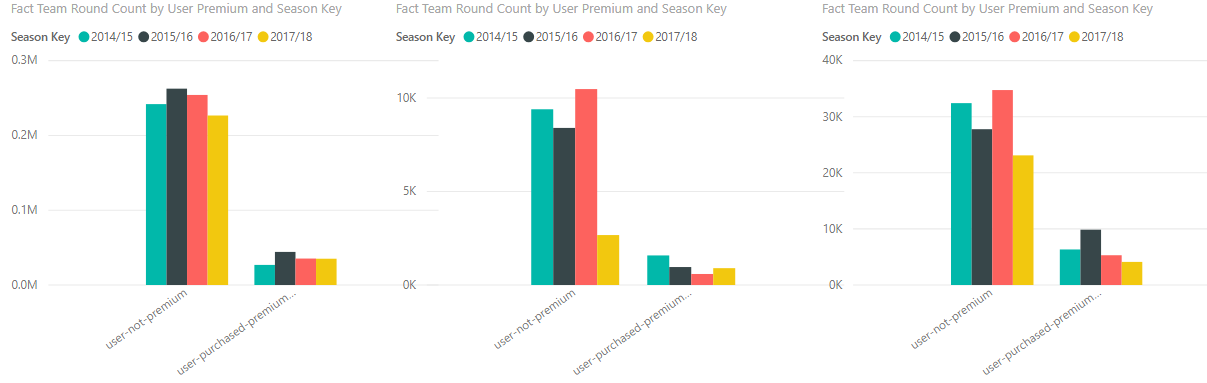 Fact Team Round Count by User Premium and Season Key
Season Key 2014/15 2015/16 2016/17 2017/18
0.3M
0.2M
0.1M
0.0M
user-not-premium
user-purchased-premium...
Fact Team Round Count by User Premium and Season Key
Season Key 2014/15 2015/16 2016/17 2017/18
10K
5K
0K
user-not-premium
user-purchased-premium...
Fact Team Round Count by User Premium and Season Key
Season Key 2014/15 2015/16 2016/17 2017/18
40K
30K
20K
10K
0K
user-not-premium
user-purchased-premium...